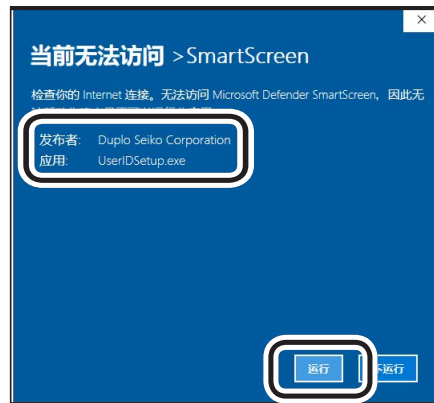 当前无法访问 >SmartScreen
检查你的 Internet 连接。无法访问 Microsoft Defender SmartScreen，因此无
发布者: Duplo Seiko Corporation
应用: UserIDSetup.exe
运行 不运行